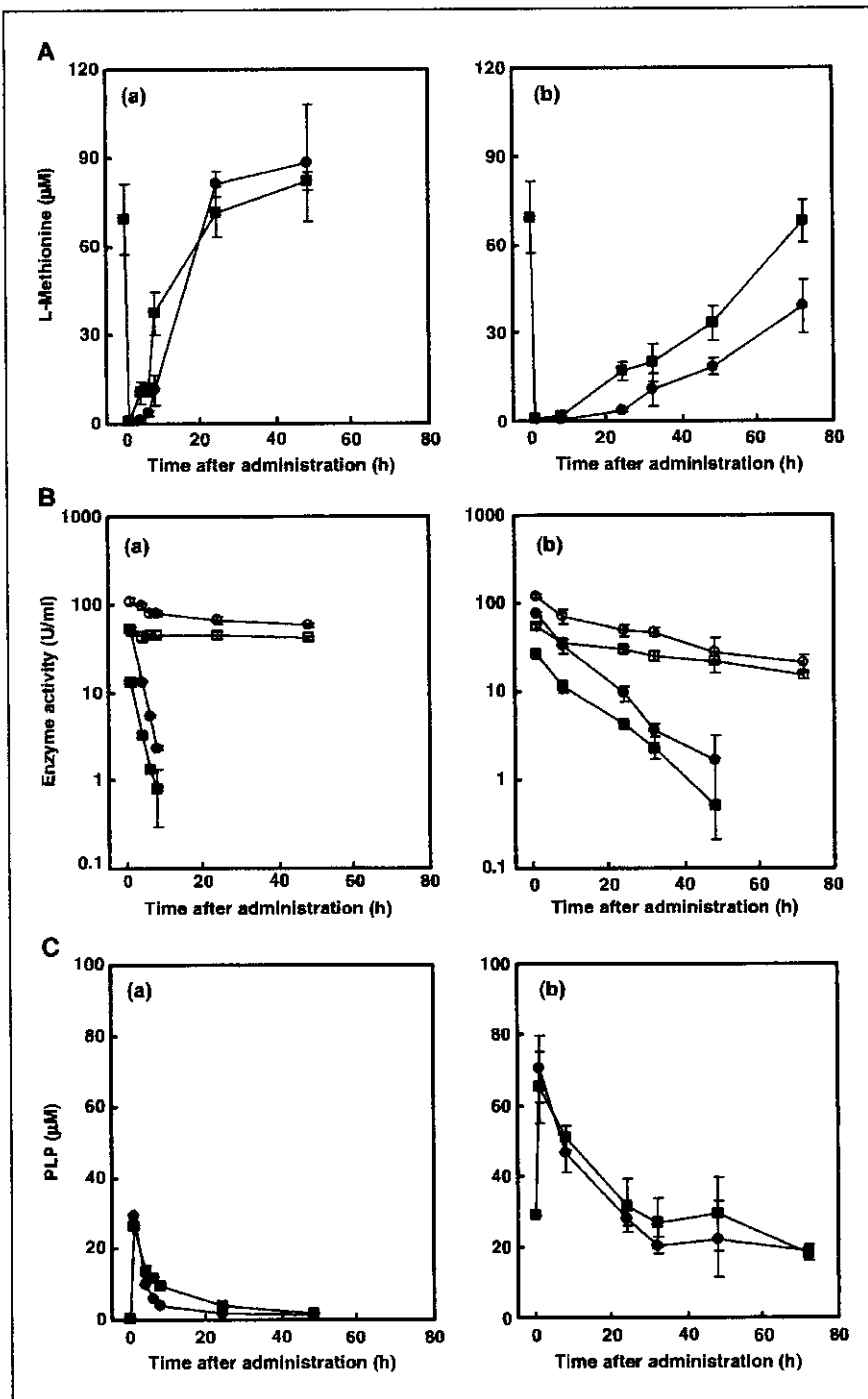 A
(a)
120
90
60
30
0
L-Methionine (µM)
0 20 40 60 80
Time after administration (h)
(b)
120
90
60
30
0
0 20 40 60 80
Time after administration (h)
B
(a)
1000
100
10
1
0.1
Enzyme activity (U/ml)
0 20 40 60 80
Time after administration (h)
(b)
1000
100
10
1
0.1
0 20 40 60 80
Time after administration (h)
C
(a)
100
80
60
40
20
0
PLP (µM)
0 20 40 60 80
Time after administration (h)
(b)
100
80
60
40
20
0
0 20 40 60 80
Time after administration (h)